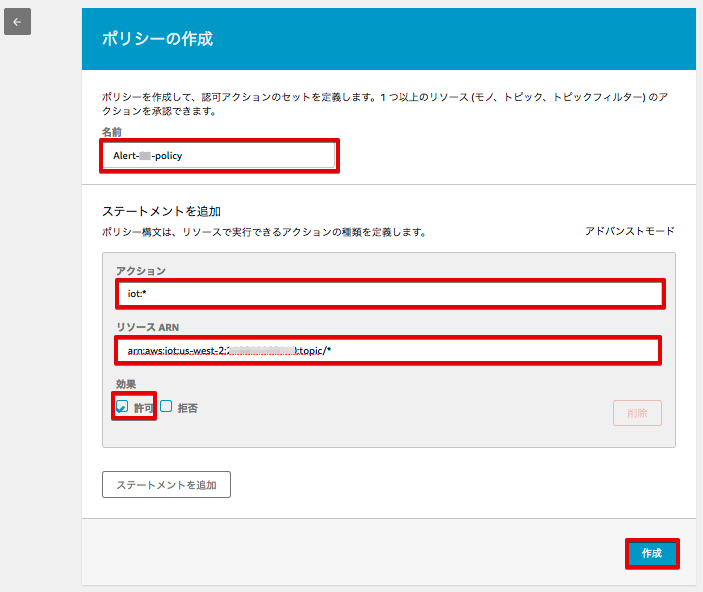 ポリシーの作成
ポリシーを作成して、認可アクションのセットを定義します。1 つ以上のリソース (モノ、トピック、トピックフィルター) のア
クションを承認できます。
名前
Alert- -policy
ステートメントを追加
ポリシー構文は、リソースで実行できるアクションの種類を定義します。
アドバンストモード
アクション
iot:*
リソース ARN
arn:aws:iot:us-west-2: :topic/*
効果
許可 拒否
削除
ステートメントを追加
作成